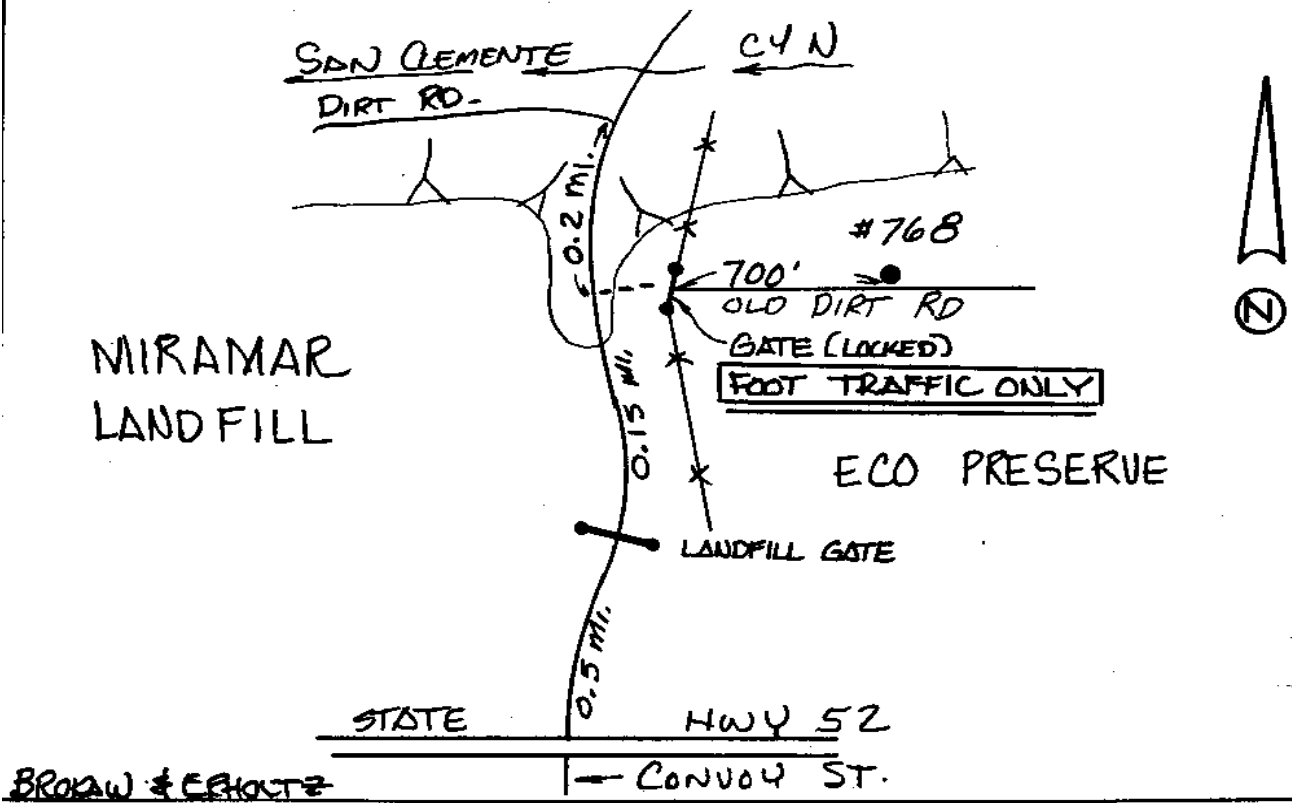 SAN CLEMENTE CYN
DIRT RD.
0.2 MI.
#768
700'
OLD DIRT RD
GATE (LOCKED)
FOOT TRAFFIC ONLY
N
MIRAMAR
LANDFILL
0.15 MI.
ECO PRESERVE
LANDFILL GATE
0.5 MI.
STATE HWY 52
CONVOY ST.
BROKAW &